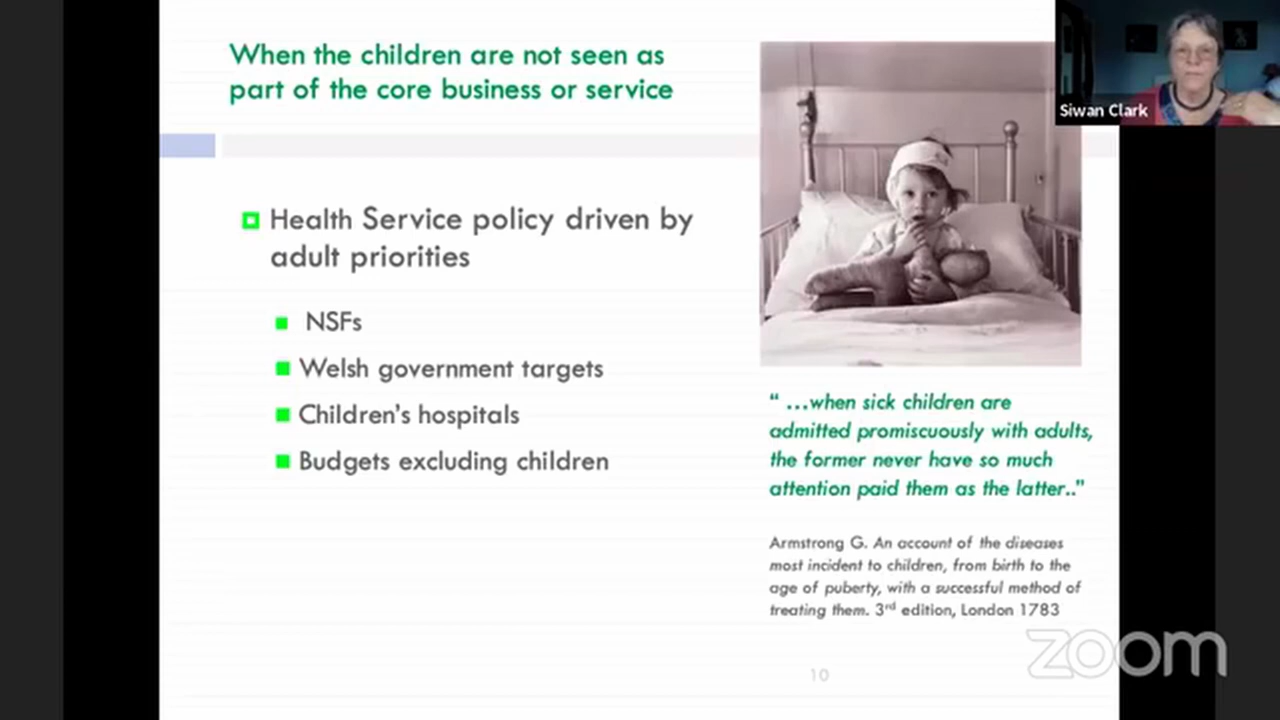 When the children are not seen as
part of the core business or service
Siwan Clark
Health Service policy driven by
adult priorities
NSFs
Welsh government targets
Children's hospitals
Budgets excluding children
“ ...when sick children are
admitted promiscuously with adults,
the former never have so much
attention paid them as the latter..”
Armstrong G. An account of the diseases
most incident to children, from birth to the
age of puberty, with a successful method of
treating them. 3rd edition, London 1783
10
zoom